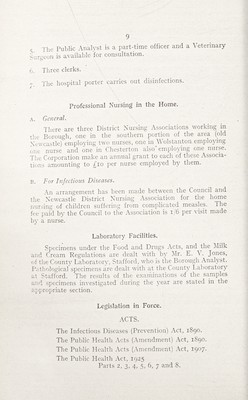 9
5. The Public Analyst is a part-time officer and a Veterinary
Surgeon is available for consultation.
6. Three clerks.
7. The hospital porter carries out disinfections.
Professional Nursing in the Home.
A. General.
There are three District Nursing Associations working in
the Borough, one in the southern portion of the area (old
Newcastle) employing two nurses, one in Wolstanton employing
one nurse and one in Chesterton also employing one nurse.
The Corporation make an annual grant to each of these Associa-
tions amounting to £10 per nurse employed by them.
B. For Infectious Diseases.
An arrangement has been made between the Council and
the Newcastle District Nursing Association for the home
nursing of children suffering from complicated measles. The
fee paid by the Council to the Association is 1/6 per visit made
by a nurse.
Laboratory Facilities.
Specimens under the Food and Drugs Acts, and the Milk
and Cream Regulations are dealt with by Mr. E. V. Jones,
of the County Laboratory, Stafford, who is the Borough Analyst.
Pathological specimens are dealt with at the County Laboratory
at Stafford. The results of the examinations of the samples
and specimens investigated during the year are stated in the
appropriate section.
Legislation in Force.
ACTS.
The Infectious Diseases (Prevention) Act, 1890.
The Public Health Acts (Amendment) Act, 1890.
The Public Health Acts (Amendment) Act, 1907.
The Public Health Act, 1925
Parts 2, 3, 4, 5, 6, 7 and 8.